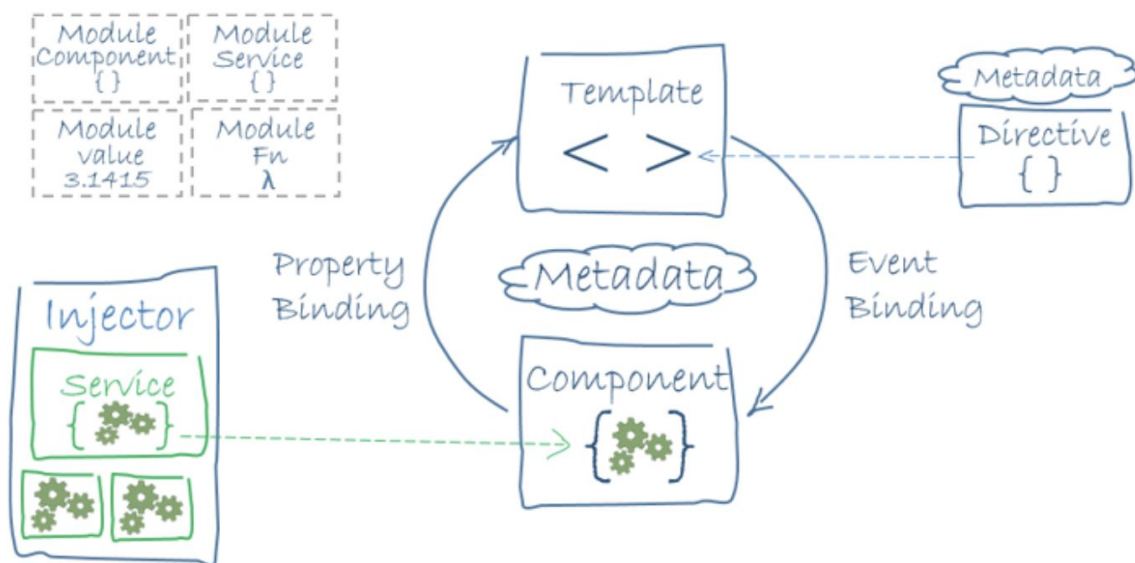 Module
Component
{ }
Module
Service
{ }
Module
value
3.1415
Module
Fn
λ
Template
< >
Metadata
Directive
{ }
Property
Binding
Metadata
Event
Binding
Injector
Service
{ }
Component
{ }